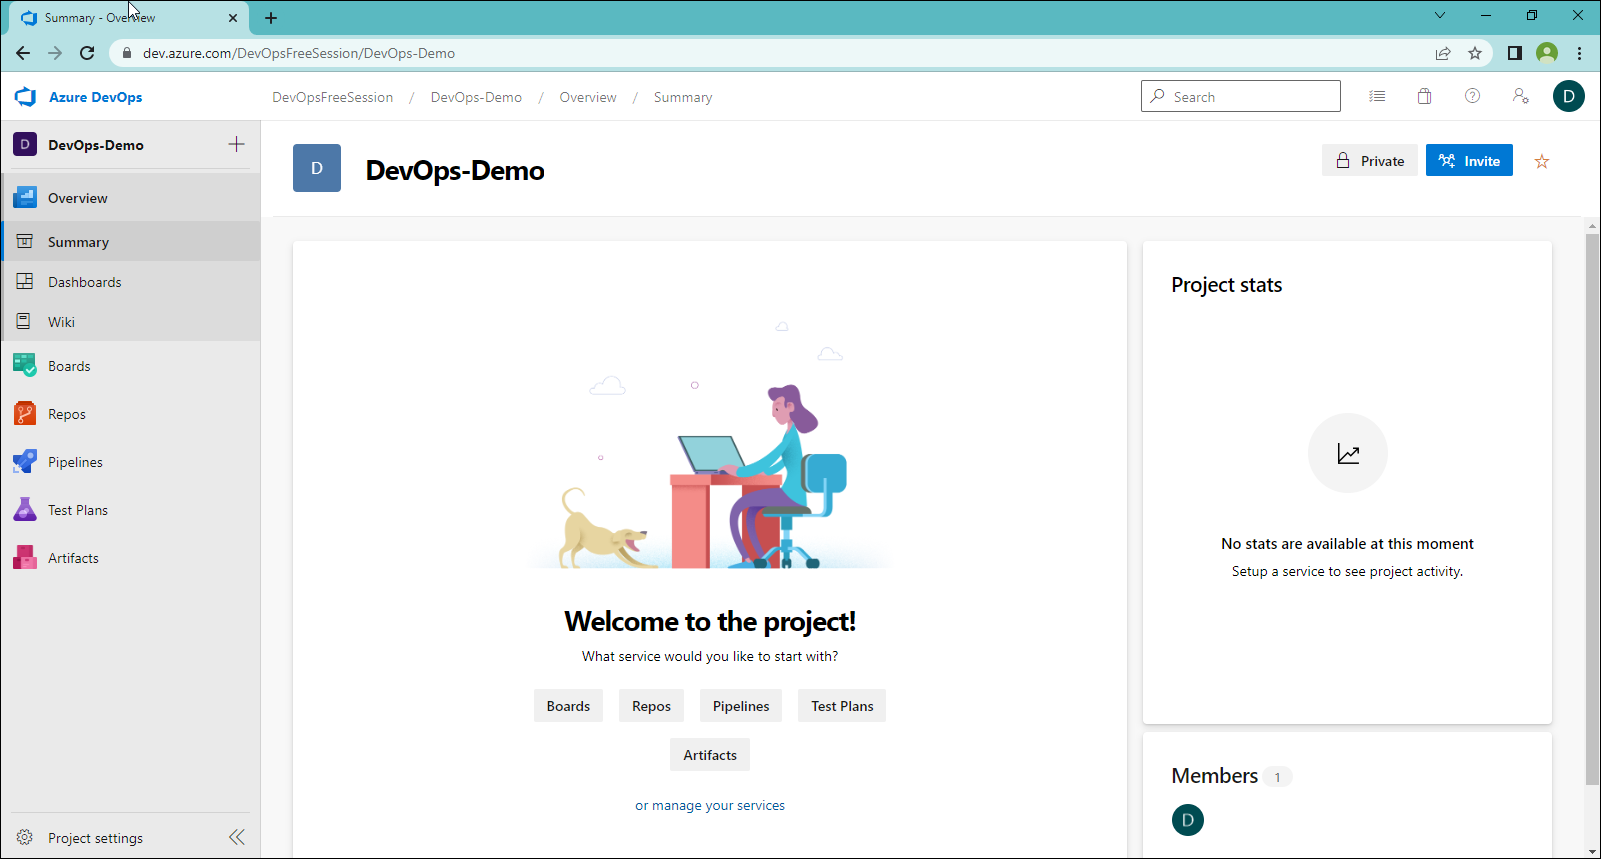 Summary - Overview
dev.azure.com/DevOpsFreeSession/DevOps-Demo
Azure DevOps
DevOpsFreeSession / DevOps-Demo / Overview / Summary
Search
D
D DevOps-Demo
Overview
Summary
Dashboards
Wiki
Boards
Repos
Pipelines
Test Plans
Artifacts
Project settings
D DevOps-Demo
Private
Invite
Welcome to the project!
What service would you like to start with?
Boards Repos Pipelines Test Plans
Artifacts
or manage your services
Project stats
No stats are available at this moment
Setup a service to see project activity.
Members 1
D